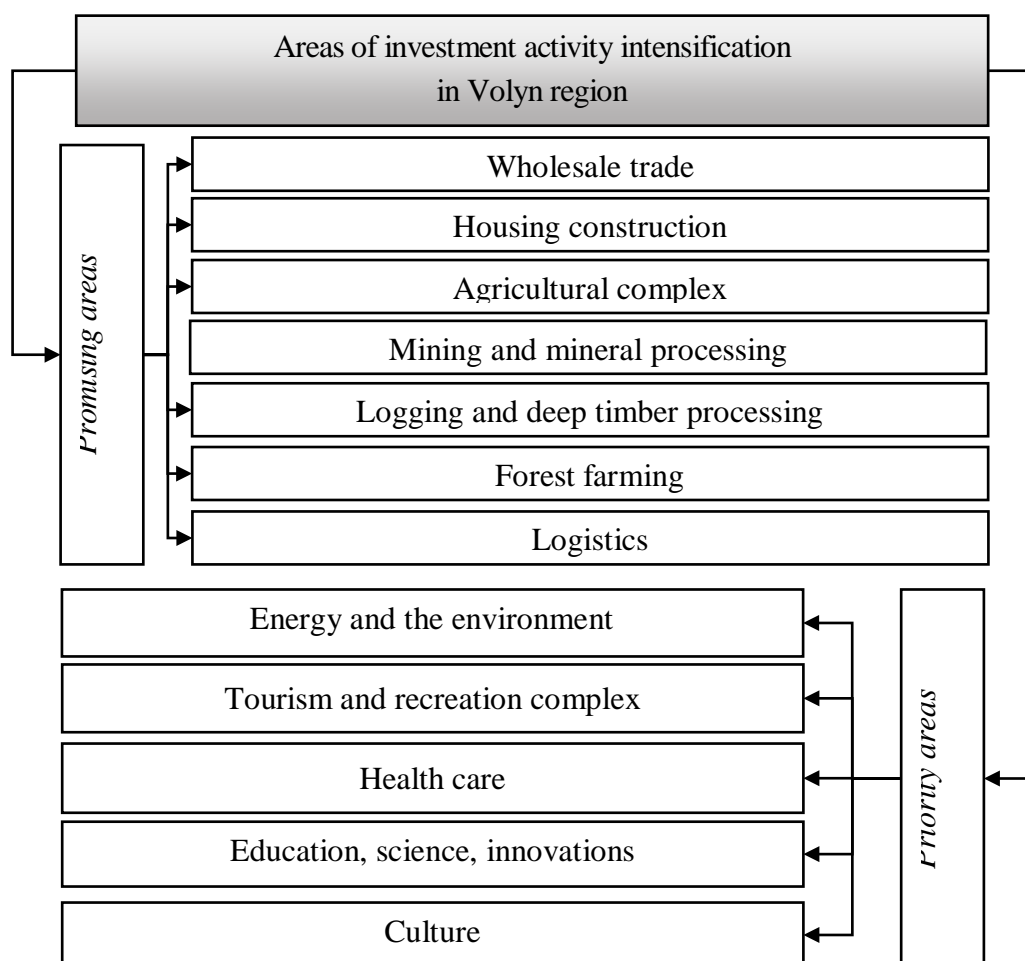 Areas of investment activity intensification
in Volyn region
Promising areas
Wholesale trade
Housing construction
Agricultural complex
Mining and mineral processing
Logging and deep timber processing
Forest farming
Logistics
Energy and the environment
Tourism and recreation complex
Health care
Education, science, innovations
Culture
Priority areas